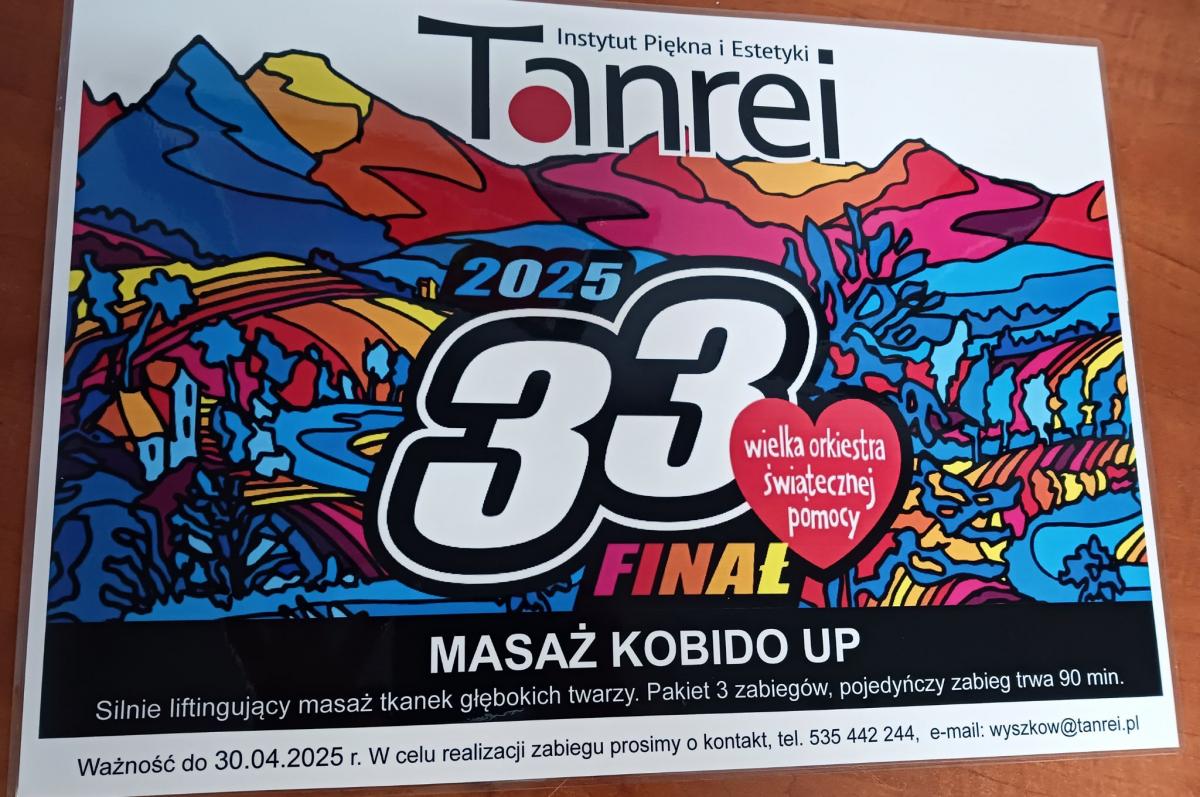 Instytut Piękna i Estetyki
Tanrei
2025
33
wielka orkiestra
świątecznej
pomocy
FINAŁ
MASAŻ KOBIDO UP
Silnie liftingujący masaż tkanek głębokich twarzy. Pakiet 3 zabiegów, pojedyńczy zabieg trwa 90 min.
Ważność do 30.04.2025 r. W celu realizacji zabiegu prosimy o kontakt, tel. 535 442 244, e-mail: wyszkow@tanrei.pl